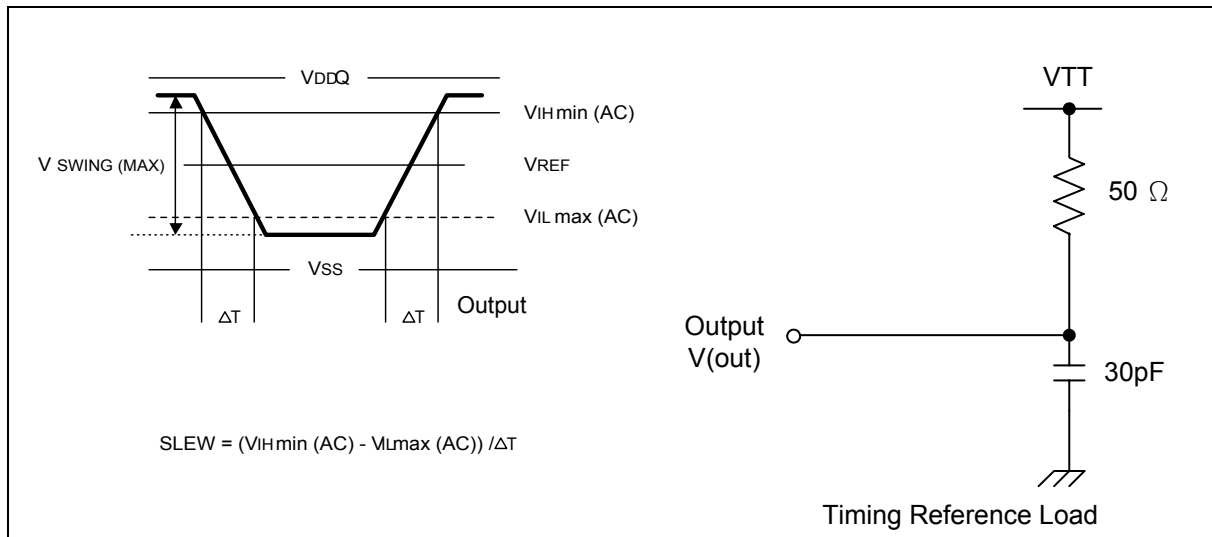 VDDQ
VIH min (AC)
V SWING (MAX)
VREF
VIL max (AC)
VSS
Output
ΔT
ΔT
SLEW = (VIH min (AC) - VILmax (AC)) /ΔT
VTT
50 Ω
Output
V(out)
30pF
Timing Reference Load